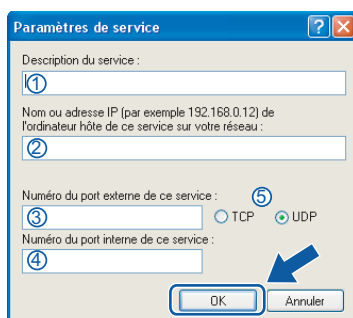 Paramètres de service
?
X
Description du service :
①
Nom ou adresse IP (par exemple 192.168.0.12) de
l'ordinateur hôte de ce service sur votre réseau :
②
Numéro du port externe de ce service :
⑤
③
TCP
UDP
Numéro du port interne de ce service :
④
OK
Annuler